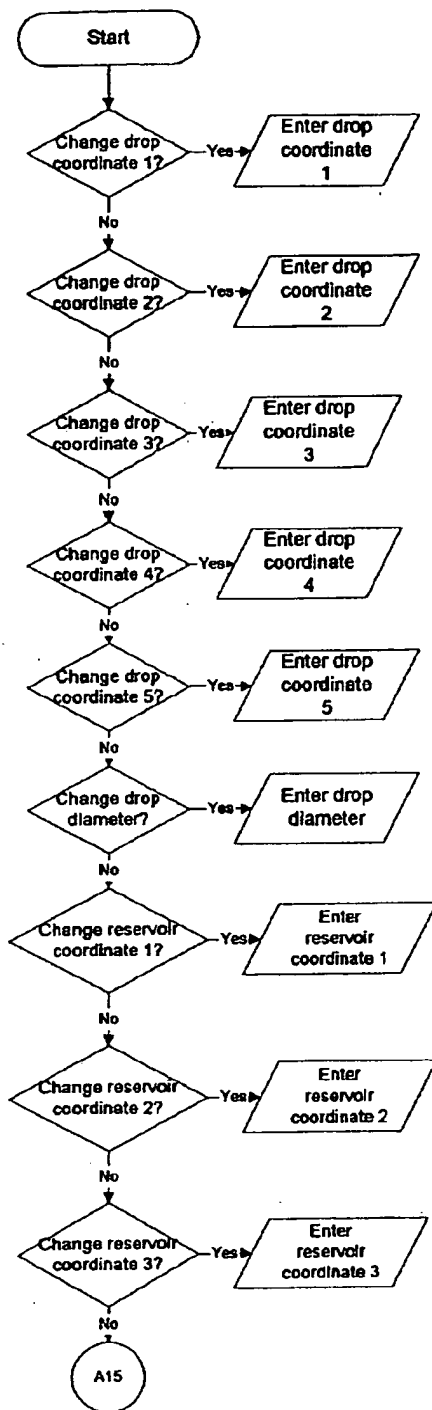 Start
Change drop
coordinate 1?
Yes
Enter drop
coordinate
1
No
Change drop
coordinate 2?
Yes
Enter drop
coordinate
2
No
Change drop
coordinate 3?
Yes
Enter drop
coordinate
3
No
Change drop
coordinate 4?
Yes
Enter drop
coordinate
4
No
Change drop
coordinate 5?
Yes
Enter drop
coordinate
5
No
Change drop
diameter?
Yes
Enter drop
diameter
No
Change reservoir
coordinate 1?
Yes
Enter
reservoir
coordinate 1
No
Change reservoir
coordinate 2?
Yes
Enter
reservoir
coordinate 2
No
Change reservoir
coordinate 3?
Yes
Enter
reservoir
coordinate 3
No
A15